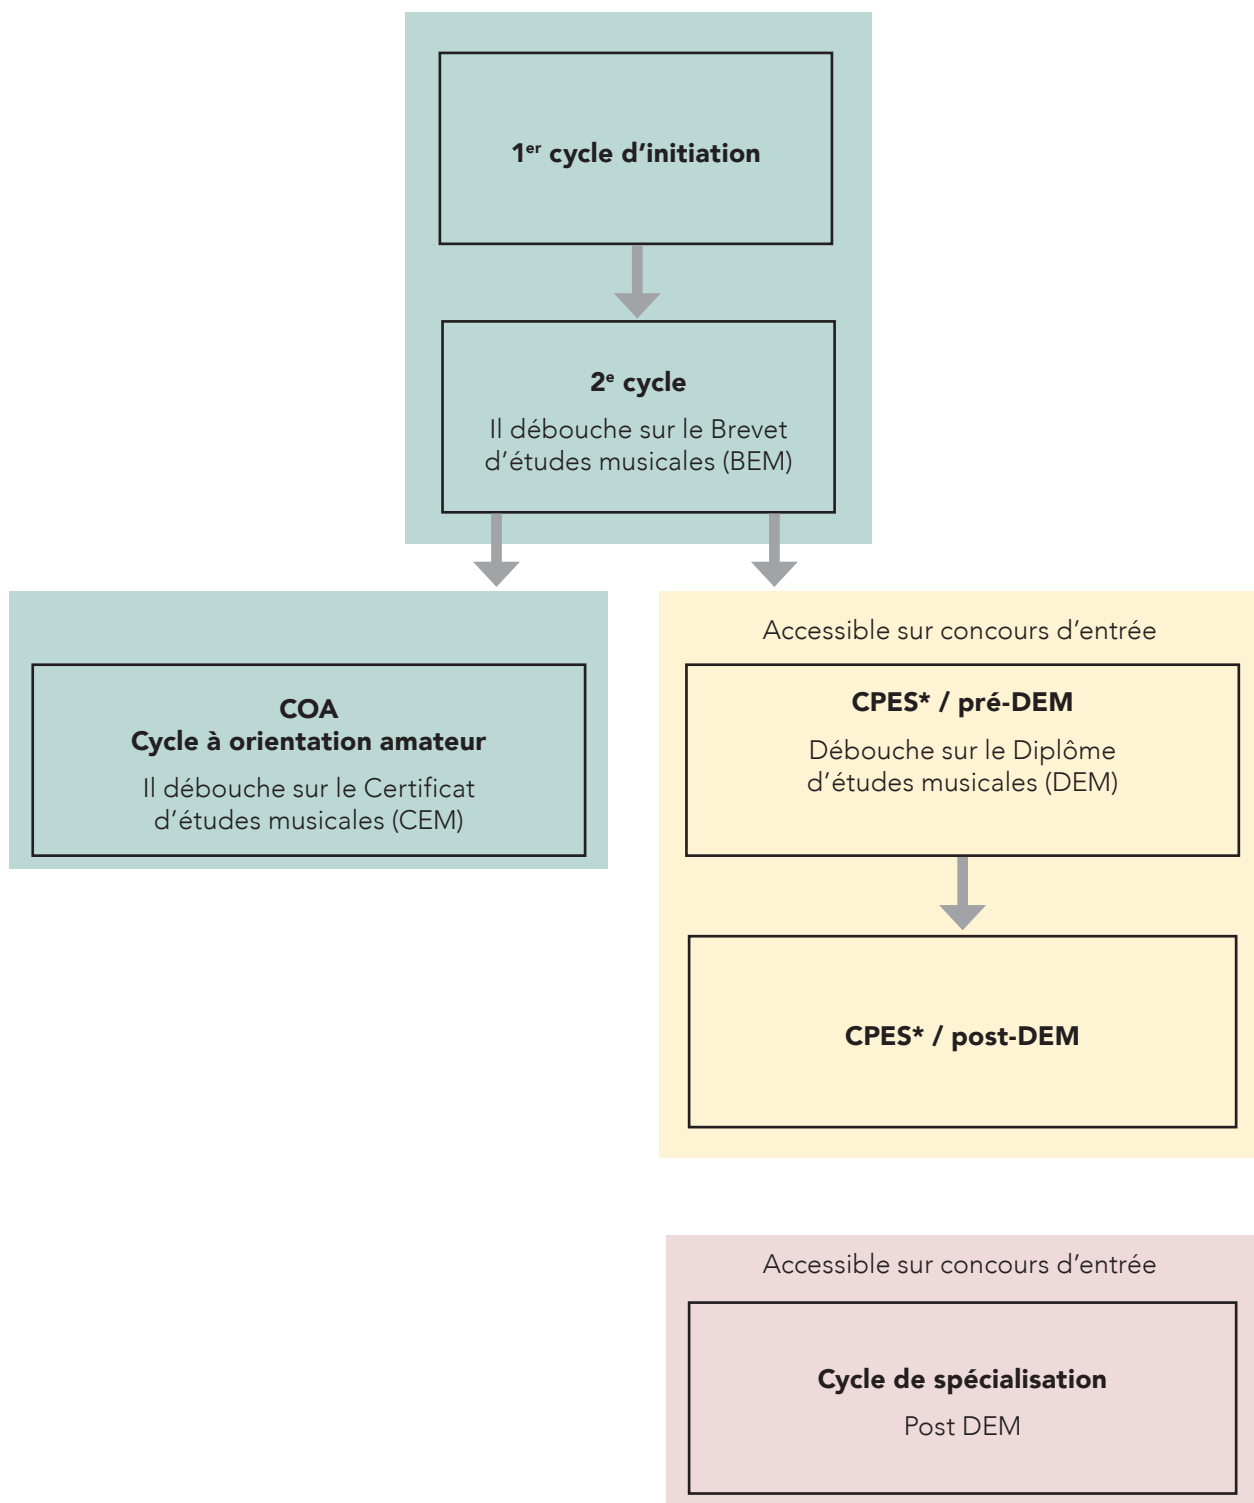 1er cycle d’initiation
2e cycle
Il débouche sur le Brevet
d’études musicales (BEM)
COA
Cycle à orientation amateur
Il débouche sur le Certificat
d’études musicales (CEM)
Accessible sur concours d’entrée
CPES* / pré-DEM
Débouche sur le Diplôme
d’études musicales (DEM)
CPES* / post-DEM
Accessible sur concours d’entrée
Cycle de spécialisation
Post DEM